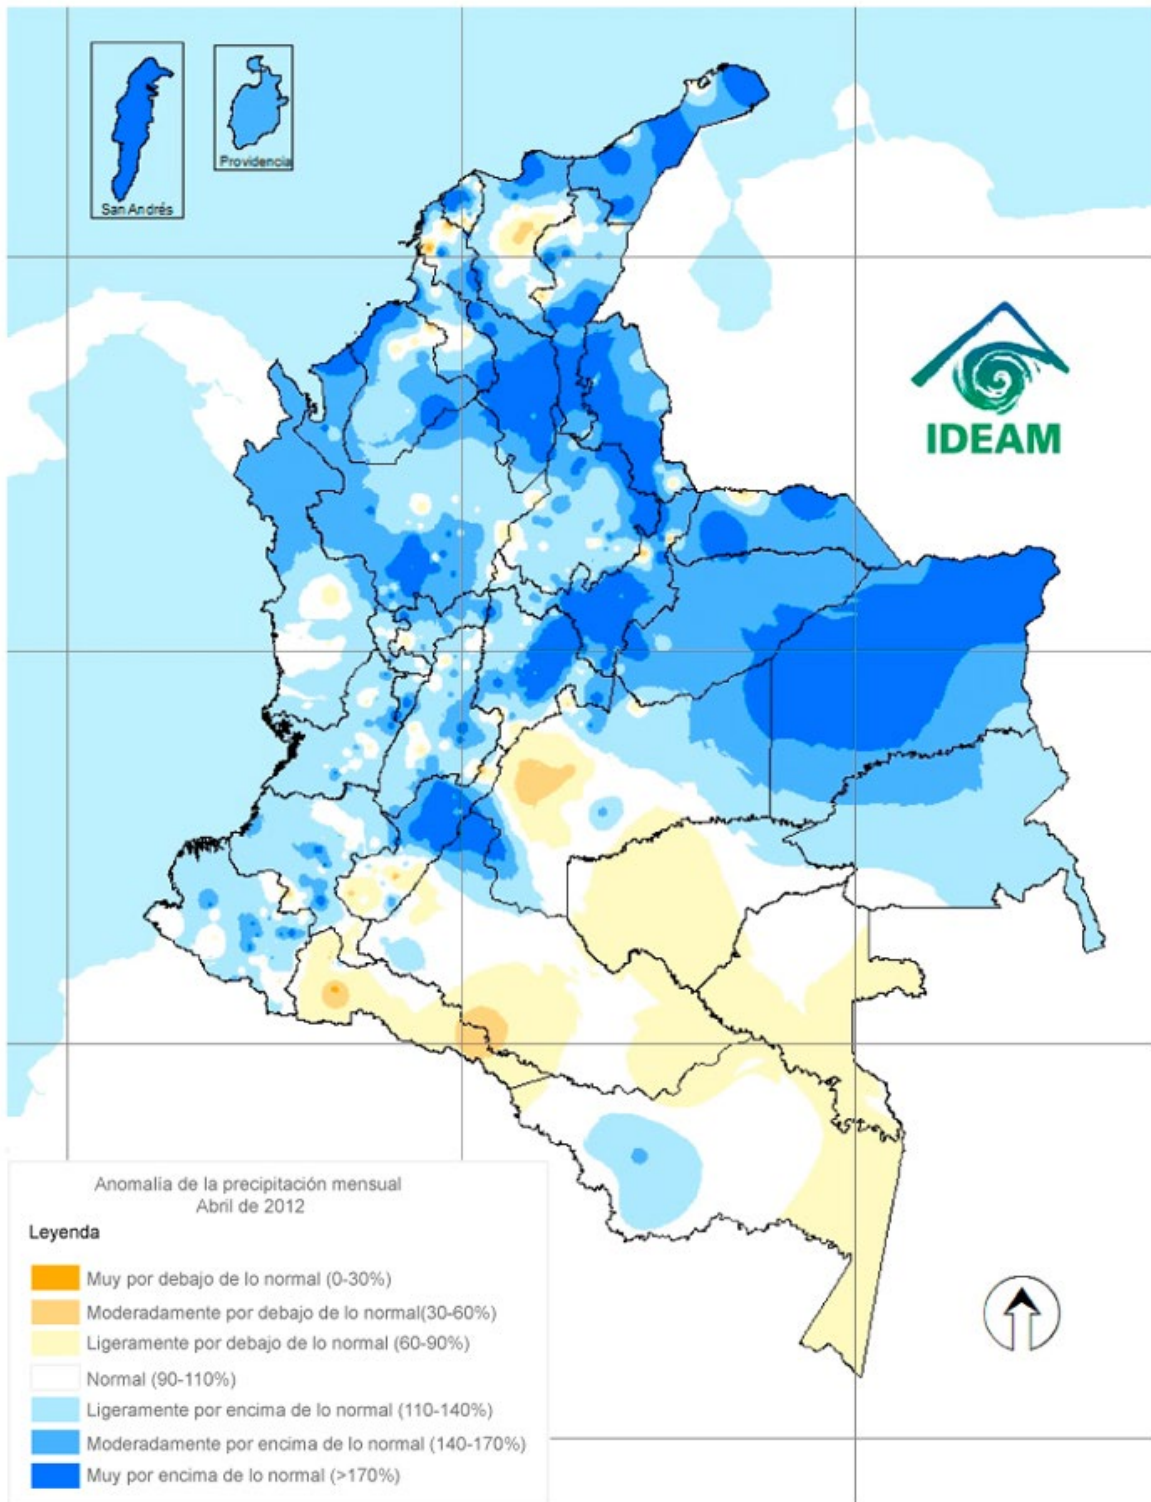 San Andrés
Providencia
IDEAM
Anomalía de la precipitación mensual
Abril de 2012
Leyenda
Muy por debajo de lo normal (0-30%)
Moderadamente por debajo de lo normal(30-60%)
Ligeramente por debajo de lo normal (60-90%)
Normal (90-110%)
Ligeramente por encima de lo normal (110-140%)
Moderadamente por encima de lo normal (140-170%)
Muy por encima de lo normal (>170%)